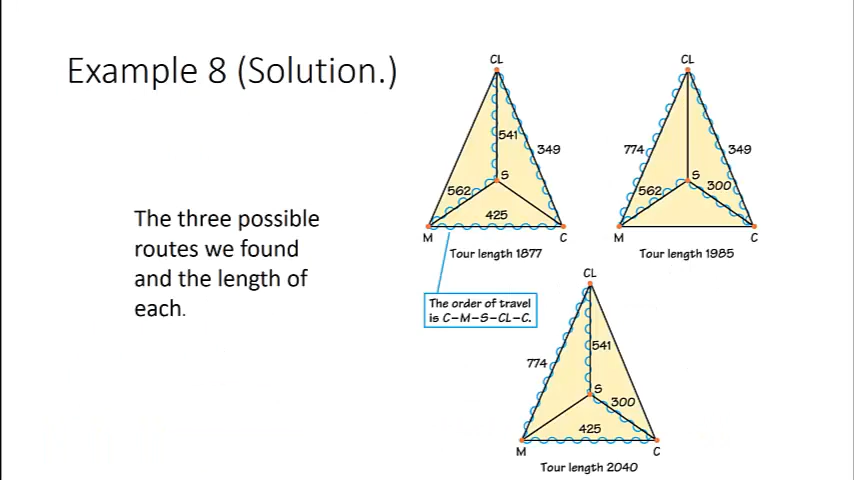 Example 8 (Solution.)
The three possible
routes we found
and the length of
each.
CL
541
349
S
562
425
M
C
Tour length 1877
The order of travel
is C–M–S–CL–C.
CL
774
349
S
562
300
M
C
Tour length 1985
CL
541
774
S
300
425
M
C
Tour length 2040